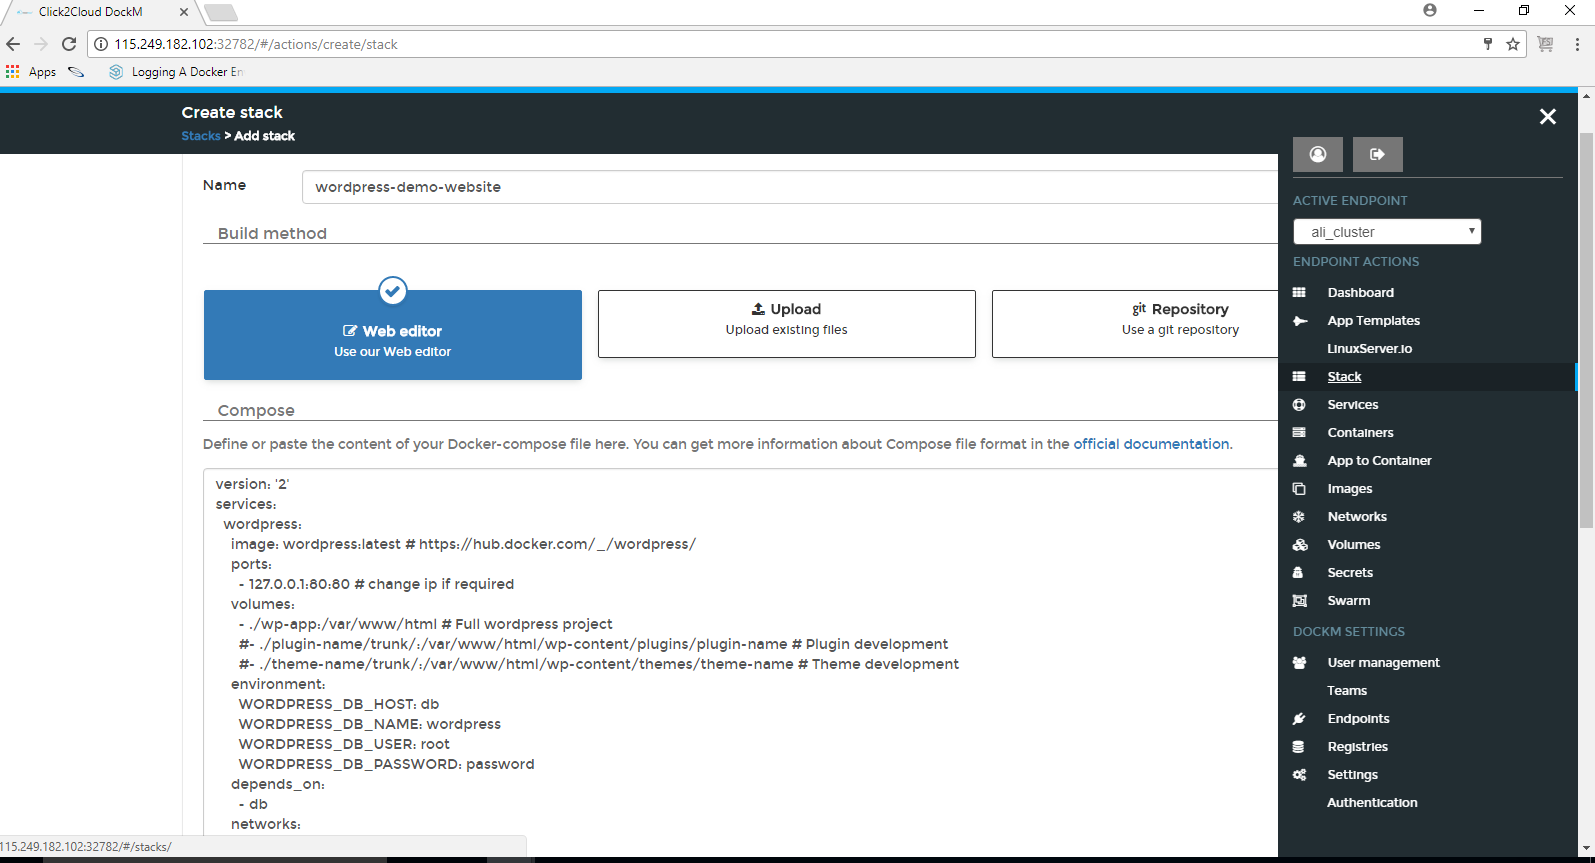 Click2Cloud DockM
115.249.182.102:32782/#/actions/create/stack
Apps
Logging A Docker En
Create stack
Stacks > Add stack
Name
wordpress-demo-website
Build method
Web editor
Use our Web editor
Upload
Upload existing files
git Repository
Use a git repository
Compose
Define or paste the content of your Docker-compose file here. You can get more information about Compose file format in the official documentation.
version: '2'
services:
wordpress:
image: wordpress:latest # https://hub.docker.com/_/wordpress/
ports:
- 127.0.0.1:80:80 # change ip if required
volumes:
- ./wp-app:/var/www/html # Full wordpress project
#- ./plugin-name/trunk/:/var/www/html/wp-content/plugins/plugin-name # Plugin development
#- ./theme-name/trunk/:/var/www/html/wp-content/themes/theme-name # Theme development
environment:
WORDPRESS_DB_HOST: db
WORDPRESS_DB_NAME: wordpress
WORDPRESS_DB_USER: root
WORDPRESS_DB_PASSWORD: password
depends_on:
- db
networks:
115.249.182.102:32782/#/stacks/
ACTIVE ENDPOINT
ali_cluster
ENDPOINT ACTIONS
Dashboard
App Templates
LinuxServer.io
Stack
Services
Containers
App to Container
Images
Networks
Volumes
Secrets
Swarm
DOCKM SETTINGS
User management
Teams
Endpoints
Registries
Settings
Authentication